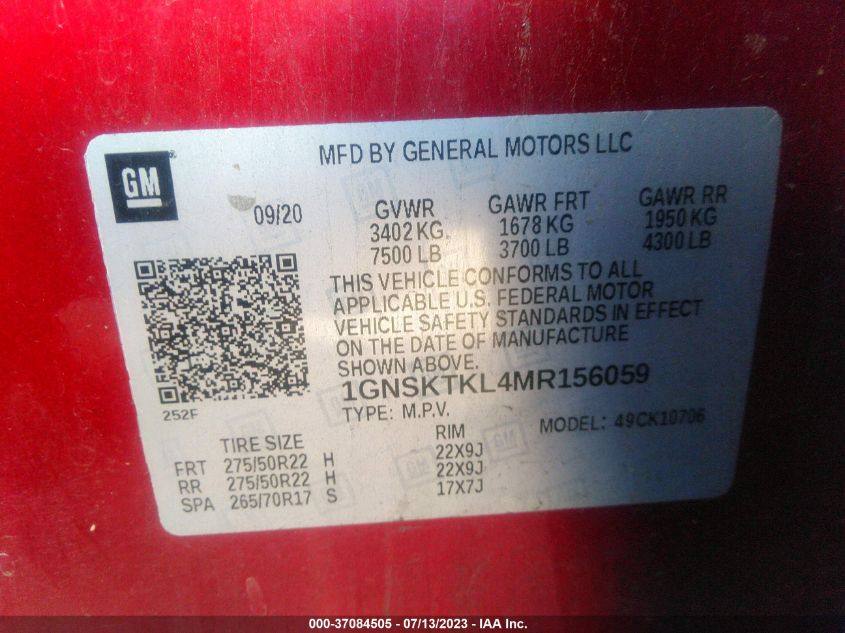 GM
MFD BY GENERAL MOTORS LLC
09/20
GVWR GAWR FRT GAWR RR
3402 KG 1678 KG 1950 KG
7500 LB 3700 LB 4300 LB
THIS VEHICLE CONFORMS TO ALL
APPLICABLE U.S. FEDERAL MOTOR
VEHICLE SAFETY STANDARDS IN EFFECT
ON THE DATE OF MANUFACTURE
SHOWN ABOVE.
1GNSKTKL4MR156059
252F
TYPE: M.P.V. MODEL: 49CK10706
TIRE SIZE RIM
FRT 275/50R22 H 22X9J
RR 275/50R22 H 22X9J
SPA 265/70R17 S 17X7J
000-37084505 - 07/13/2023 - IAA Inc.